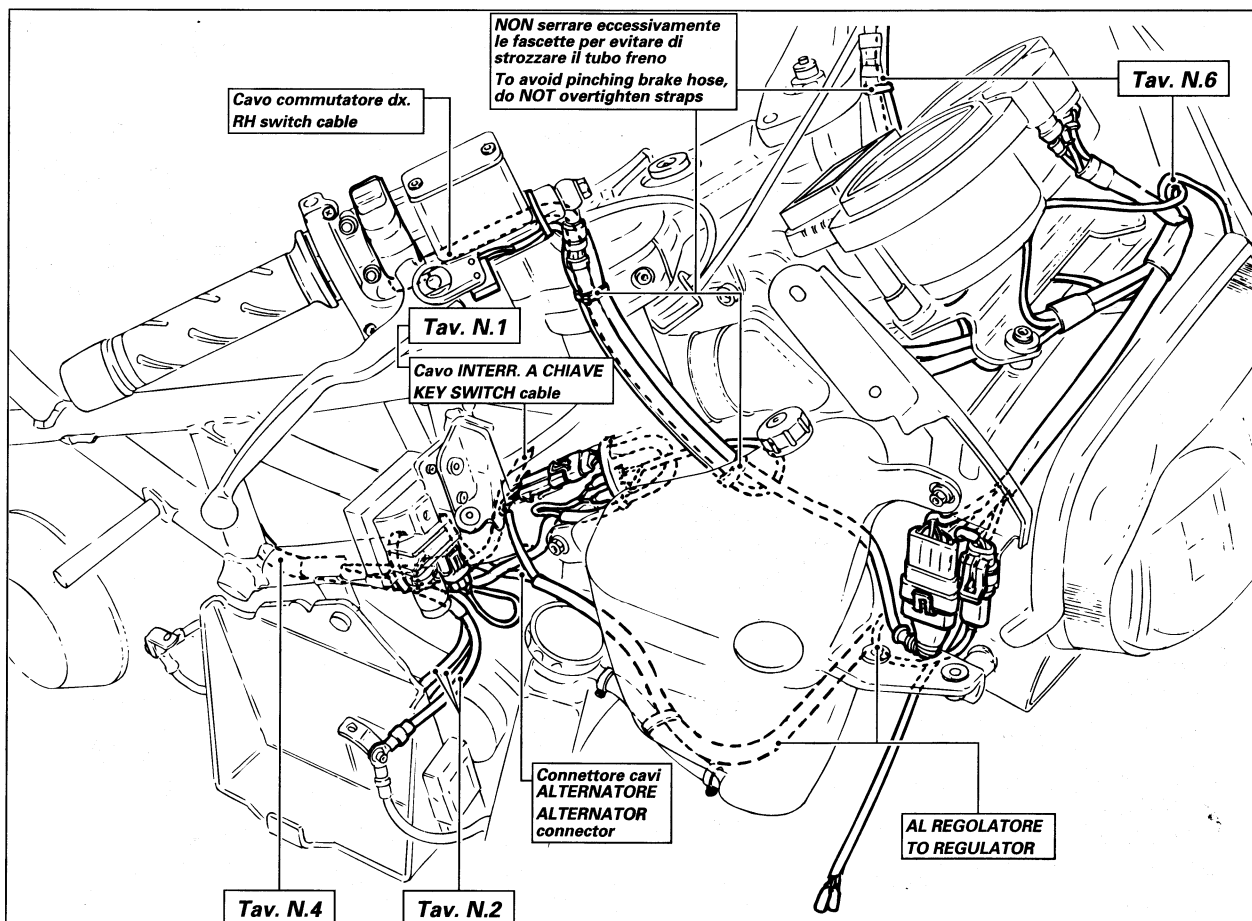 NON serrare eccessivamente
le fascette per evitare di
strozzare il tubo freno
To avoid pinching brake hose,
do NOT overtighten straps
Tav. N.6
Cavo commutatore dx.
RH switch cable
Tav. N.1
Cavo INTERR. A CHIAVE
KEY SWITCH cable
Connettore cavi
ALTERNATORE
ALTERNATOR
connector
AL REGOLATORE
TO REGULATOR
Tav. N.4
Tav. N.2